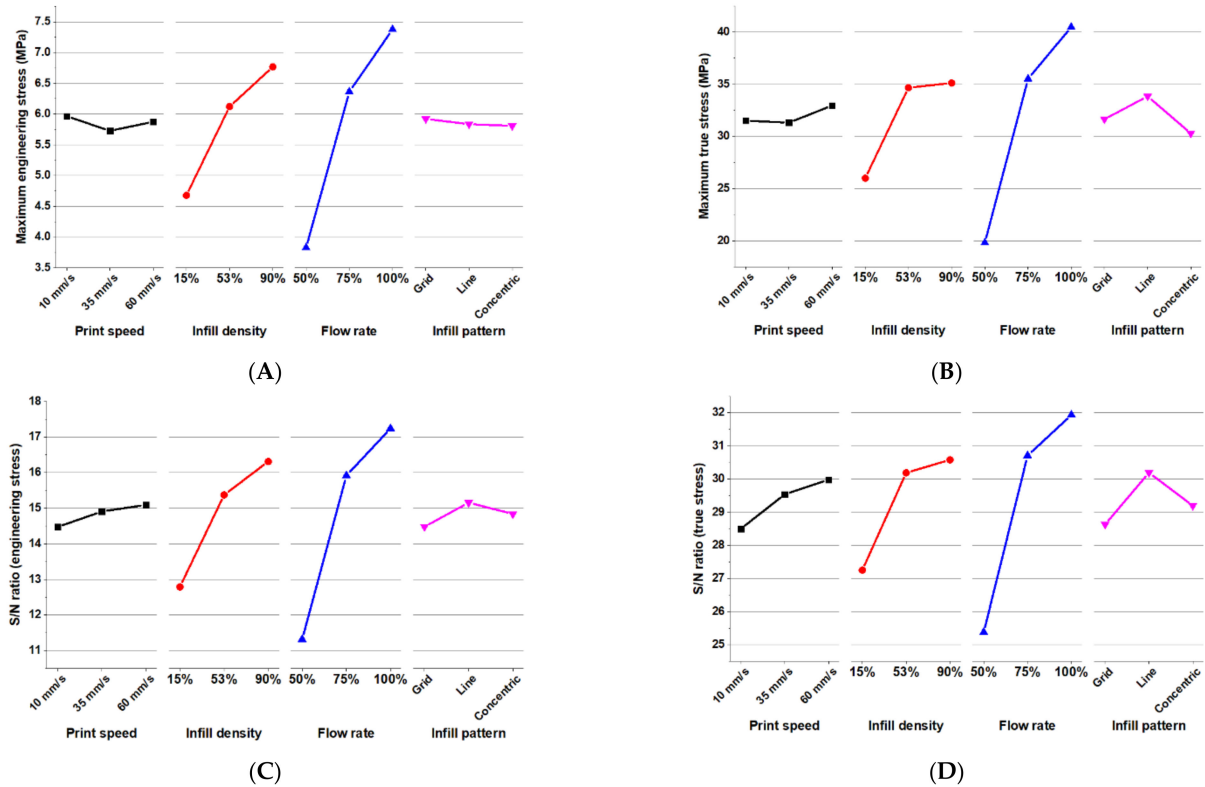 Maximum engineering stress (MPa)
7.5
7.0
6.5
6.0
5.5
5.0
4.5
4.0
3.5
10 mm/s 35 mm/s 60 mm/s 15% 53% 90% 50% 75% 100% Grid Line Concentric
Print speed Infill density Flow rate Infill pattern
(A)
Maximum true stress (MPa)
40
35
30
25
20
10 mm/s 35 mm/s 60 mm/s 15% 53% 90% 50% 75% 100% Grid Line Concentric
Print speed Infill density Flow rate Infill pattern
(B)
S/N ratio (engineering stress)
18
17
16
15
14
13
12
11
10 mm/s 35 mm/s 60 mm/s 15% 53% 90% 50% 75% 100% Grid Line Concentric
Print speed Infill density Flow rate Infill pattern
(C)
S/N ratio (true stress)
32
31
30
29
28
27
26
25
10 mm/s 35 mm/s 60 mm/s 15% 53% 90% 50% 75% 100% Grid Line Concentric
Print speed Infill density Flow rate Infill pattern
(D)